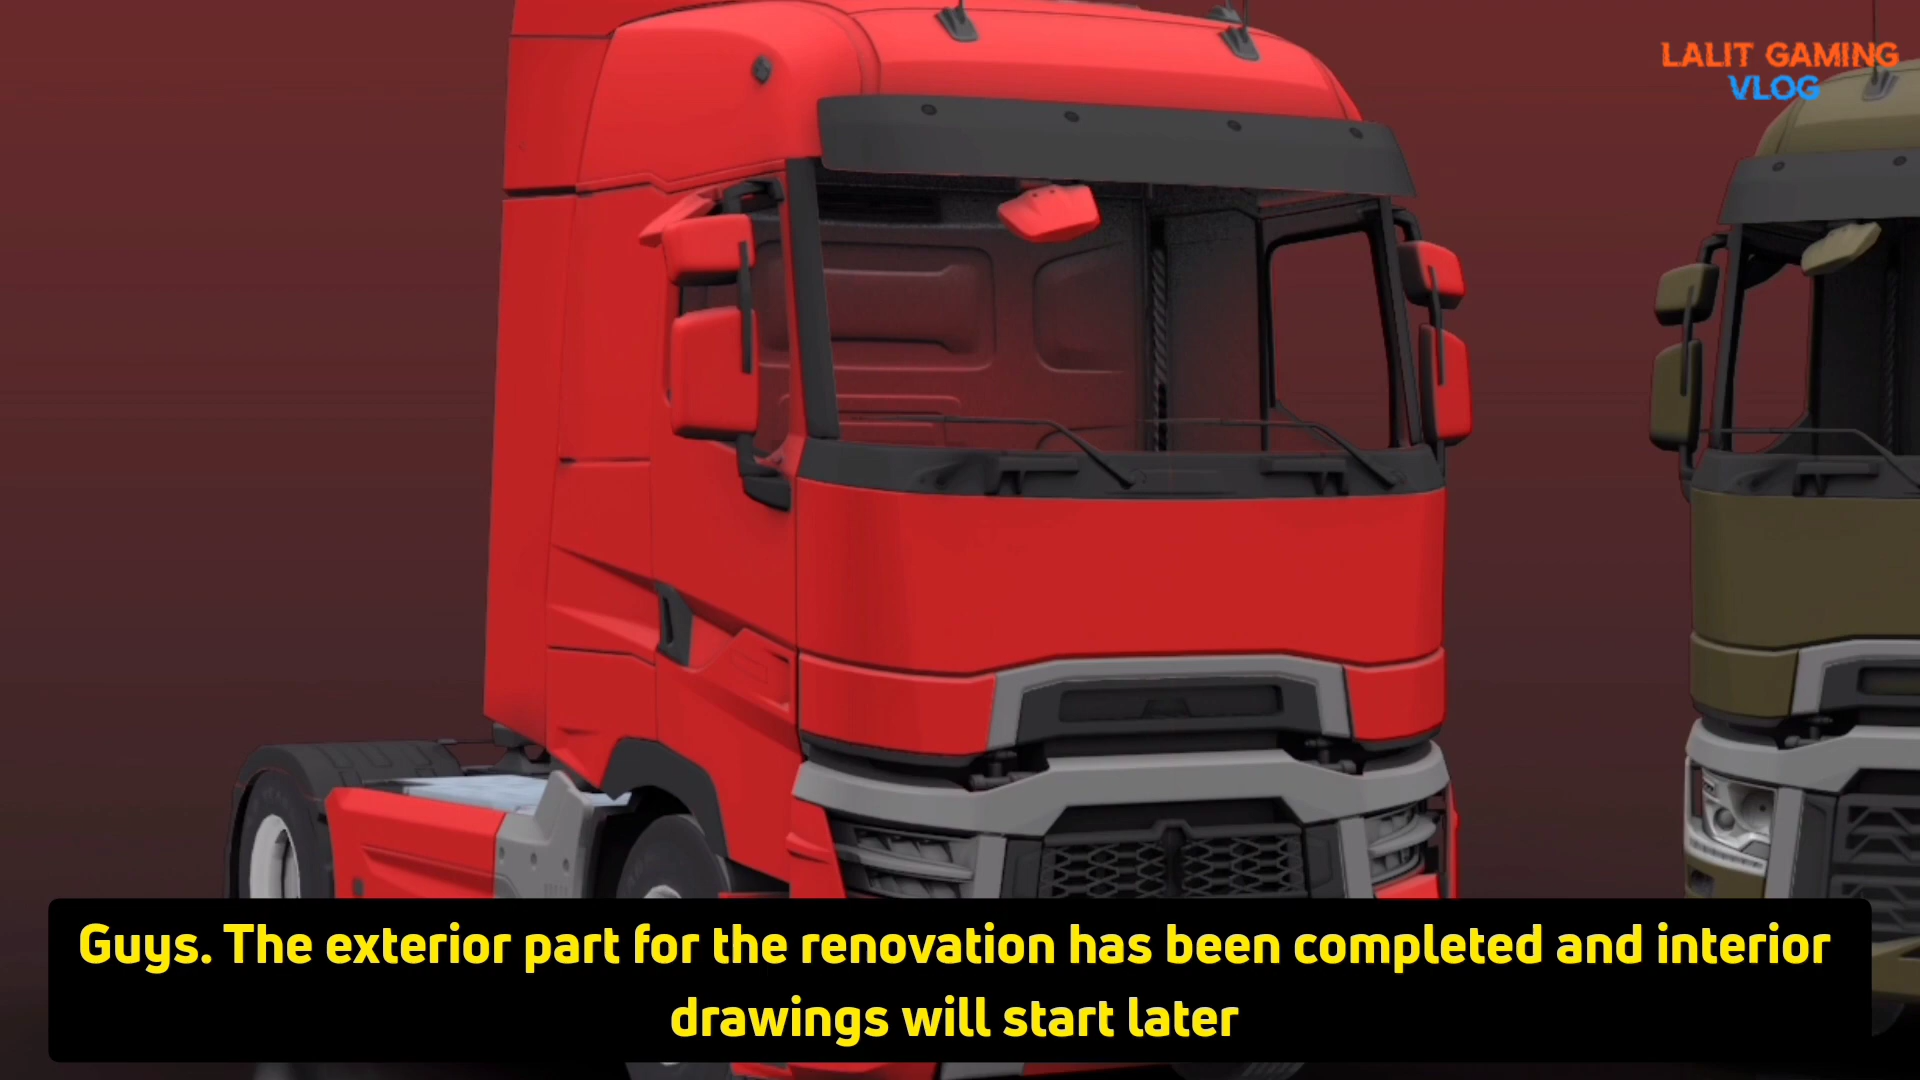 LALIT GAMING
VLOG
Guys. The exterior part for the renovation has been completed and interior
drawings will start later